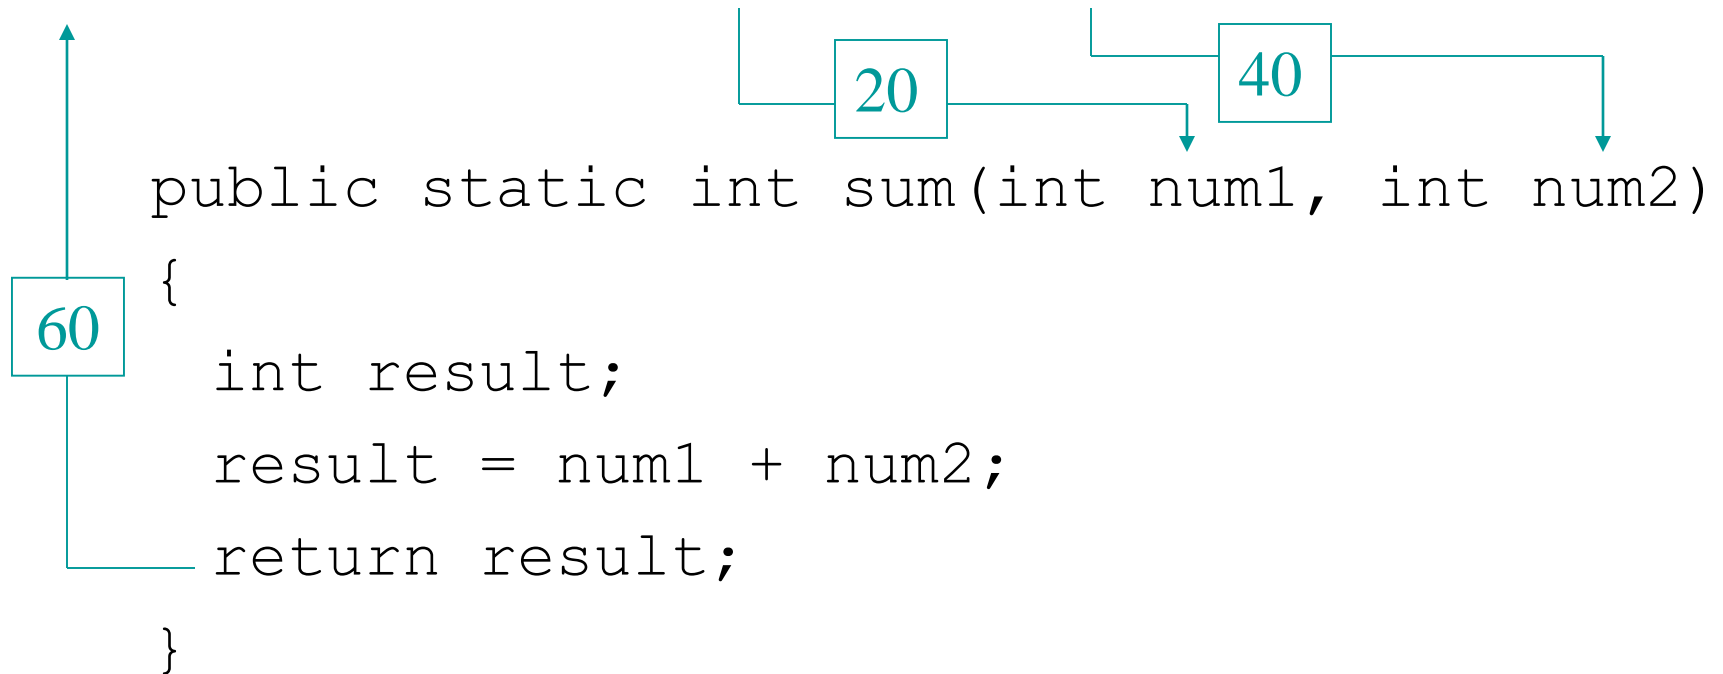 20
40
public static int sum(int num1, int num2)
{
60
int result;
result = num1 + num2;
return result;
}